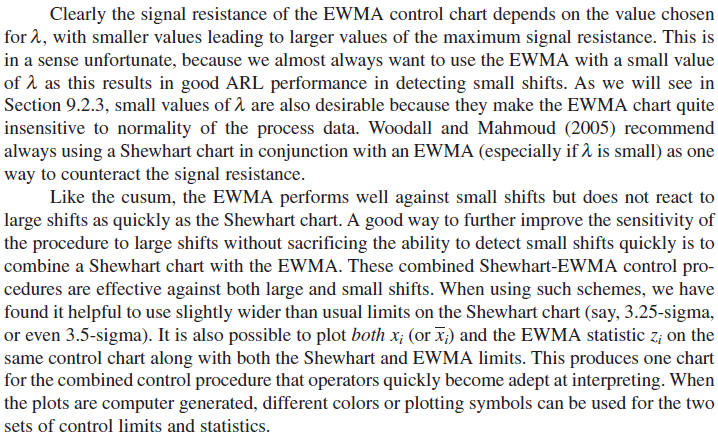 Clearly the signal resistance of the EWMA control chart depends on the value chosen
for λ, with smaller values leading to larger values of the maximum signal resistance. This is
in a sense unfortunate, because we almost always want to use the EWMA with a small value
of λ as this results in good ARL performance in detecting small shifts. As we will see in
Section 9.2.3, small values of λ are also desirable because they make the EWMA chart quite
insensitive to normality of the process data. Woodall and Mahmoud (2005) recommend
always using a Shewhart chart in conjunction with an EWMA (especially if λ is small) as one
way to counteract the signal resistance.
Like the cusum, the EWMA performs well against small shifts but does not react to
large shifts as quickly as the Shewhart chart. A good way to further improve the sensitivity of
the procedure to large shifts without sacrificing the ability to detect small shifts quickly is to
combine a Shewhart chart with the EWMA. These combined Shewhart-EWMA control pro-
cedures are effective against both large and small shifts. When using such schemes, we have
found it helpful to use slightly wider than usual limits on the Shewhart chart (say, 3.25-sigma,
or even 3.5-sigma). It is also possible to plot both xᵢ (or x̅ᵢ) and the EWMA statistic zᵢ on the
same control chart along with both the Shewhart and EWMA limits. This produces one chart
for the combined control procedure that operators quickly become adept at interpreting. When
the plots are computer generated, different colors or plotting symbols can be used for the two
sets of control limits and statistics.